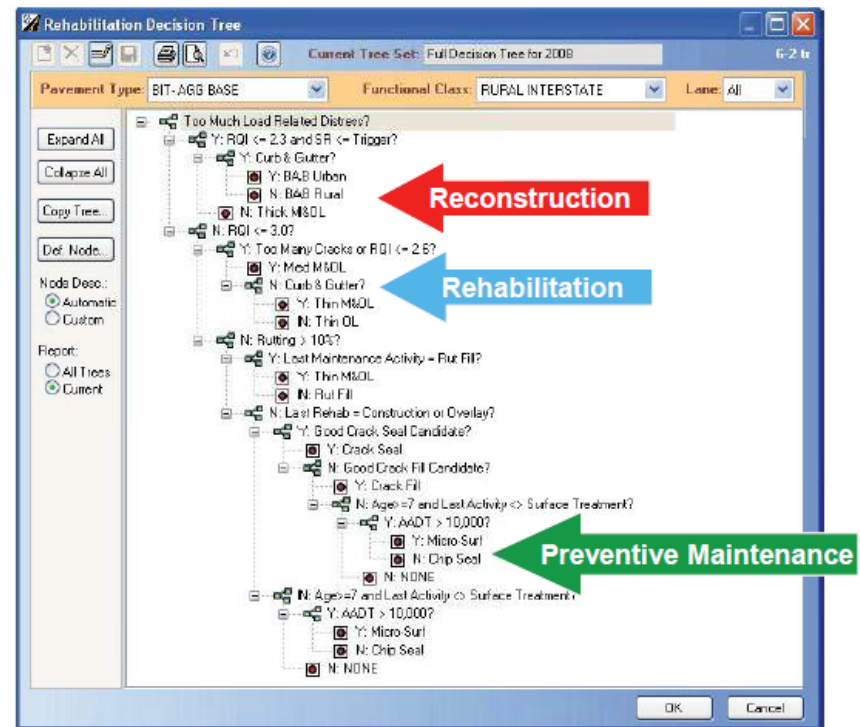 Rehabilitation Decision Tree
Current Tree Set: Full Decision Tree for 2008
G-2 tr
Pavement Type: BIT-AGG BASE Functional Class: RURAL INTERSTATE Lane: All
Expand All
Collapse All
Copy Tree...
Def. Node...
Node Desc.:
Automatic
Custom
Report:
All Trees
Current
Too Much Load Related Distress?
Y: RQI <= 2.3 and SR <= Trigger?
Y: Curb & Gutter?
Y: BAB Urban
N: BAB Rural
N: Thick M&OL
N: RQI <= 3.0?
Y: Too Many Cracks or RQI <= 2.6?
Y: Med M&OL
N: Curb & Gutter?
Y: Thin M&OL
N: Thin OL
N: Rutting > 10%?
Y: Last Maintenance Activity = Rut Fill?
Y: Thin M&OL
N: Rut Fill
N: Last Rehab = Construction or Overlay?
Y: Good Crack Seal Candidate?
Y: Crack Seal
N: Good Crack Fill Candidate?
Y: Crack Fill
N: Age>=7 and Last Activity <> Surface Treatment?
Y: AADT > 10,000?
Y: Micro-Surf
N: Chip Seal
N: NONE
N: Age>=7 and Last Activity <> Surface Treatment?
Y: AADT > 10,000?
Y: Micro-Surf
N: Chip Seal
N: NONE
Reconstruction
Rehabilitation
Preventive Maintenance
OK
Cancel